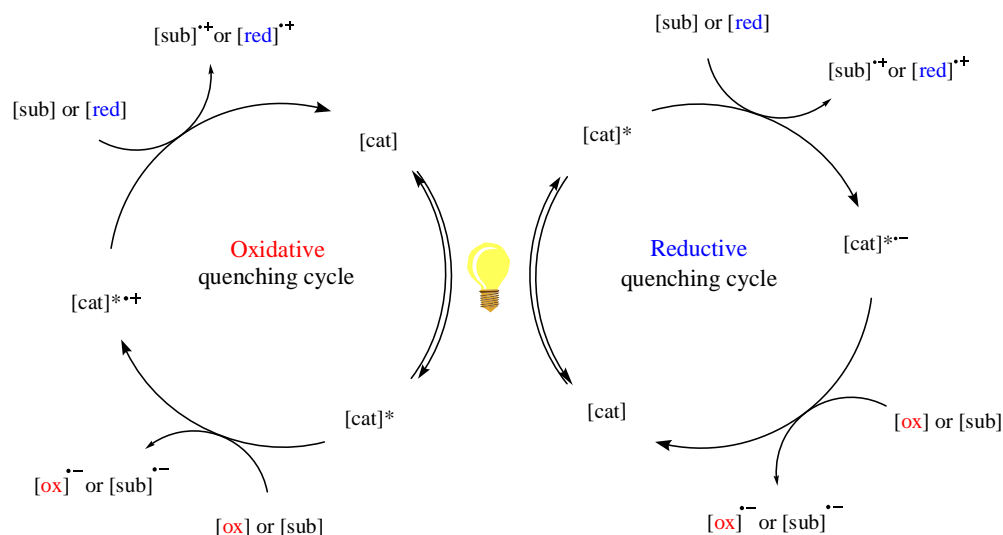 [sub]•+ or [red]•+
[sub] or [red]
[cat]
Oxidative
quenching cycle
[cat]*•+
[cat]*
[ox]•− or [sub]•−
[ox] or [sub]
[sub] or [red]
[sub]•+ or [red]•+
[cat]*
Reductive
quenching cycle
[cat]*•−
[cat]
[ox] or [sub]
[ox]•− or [sub]•−